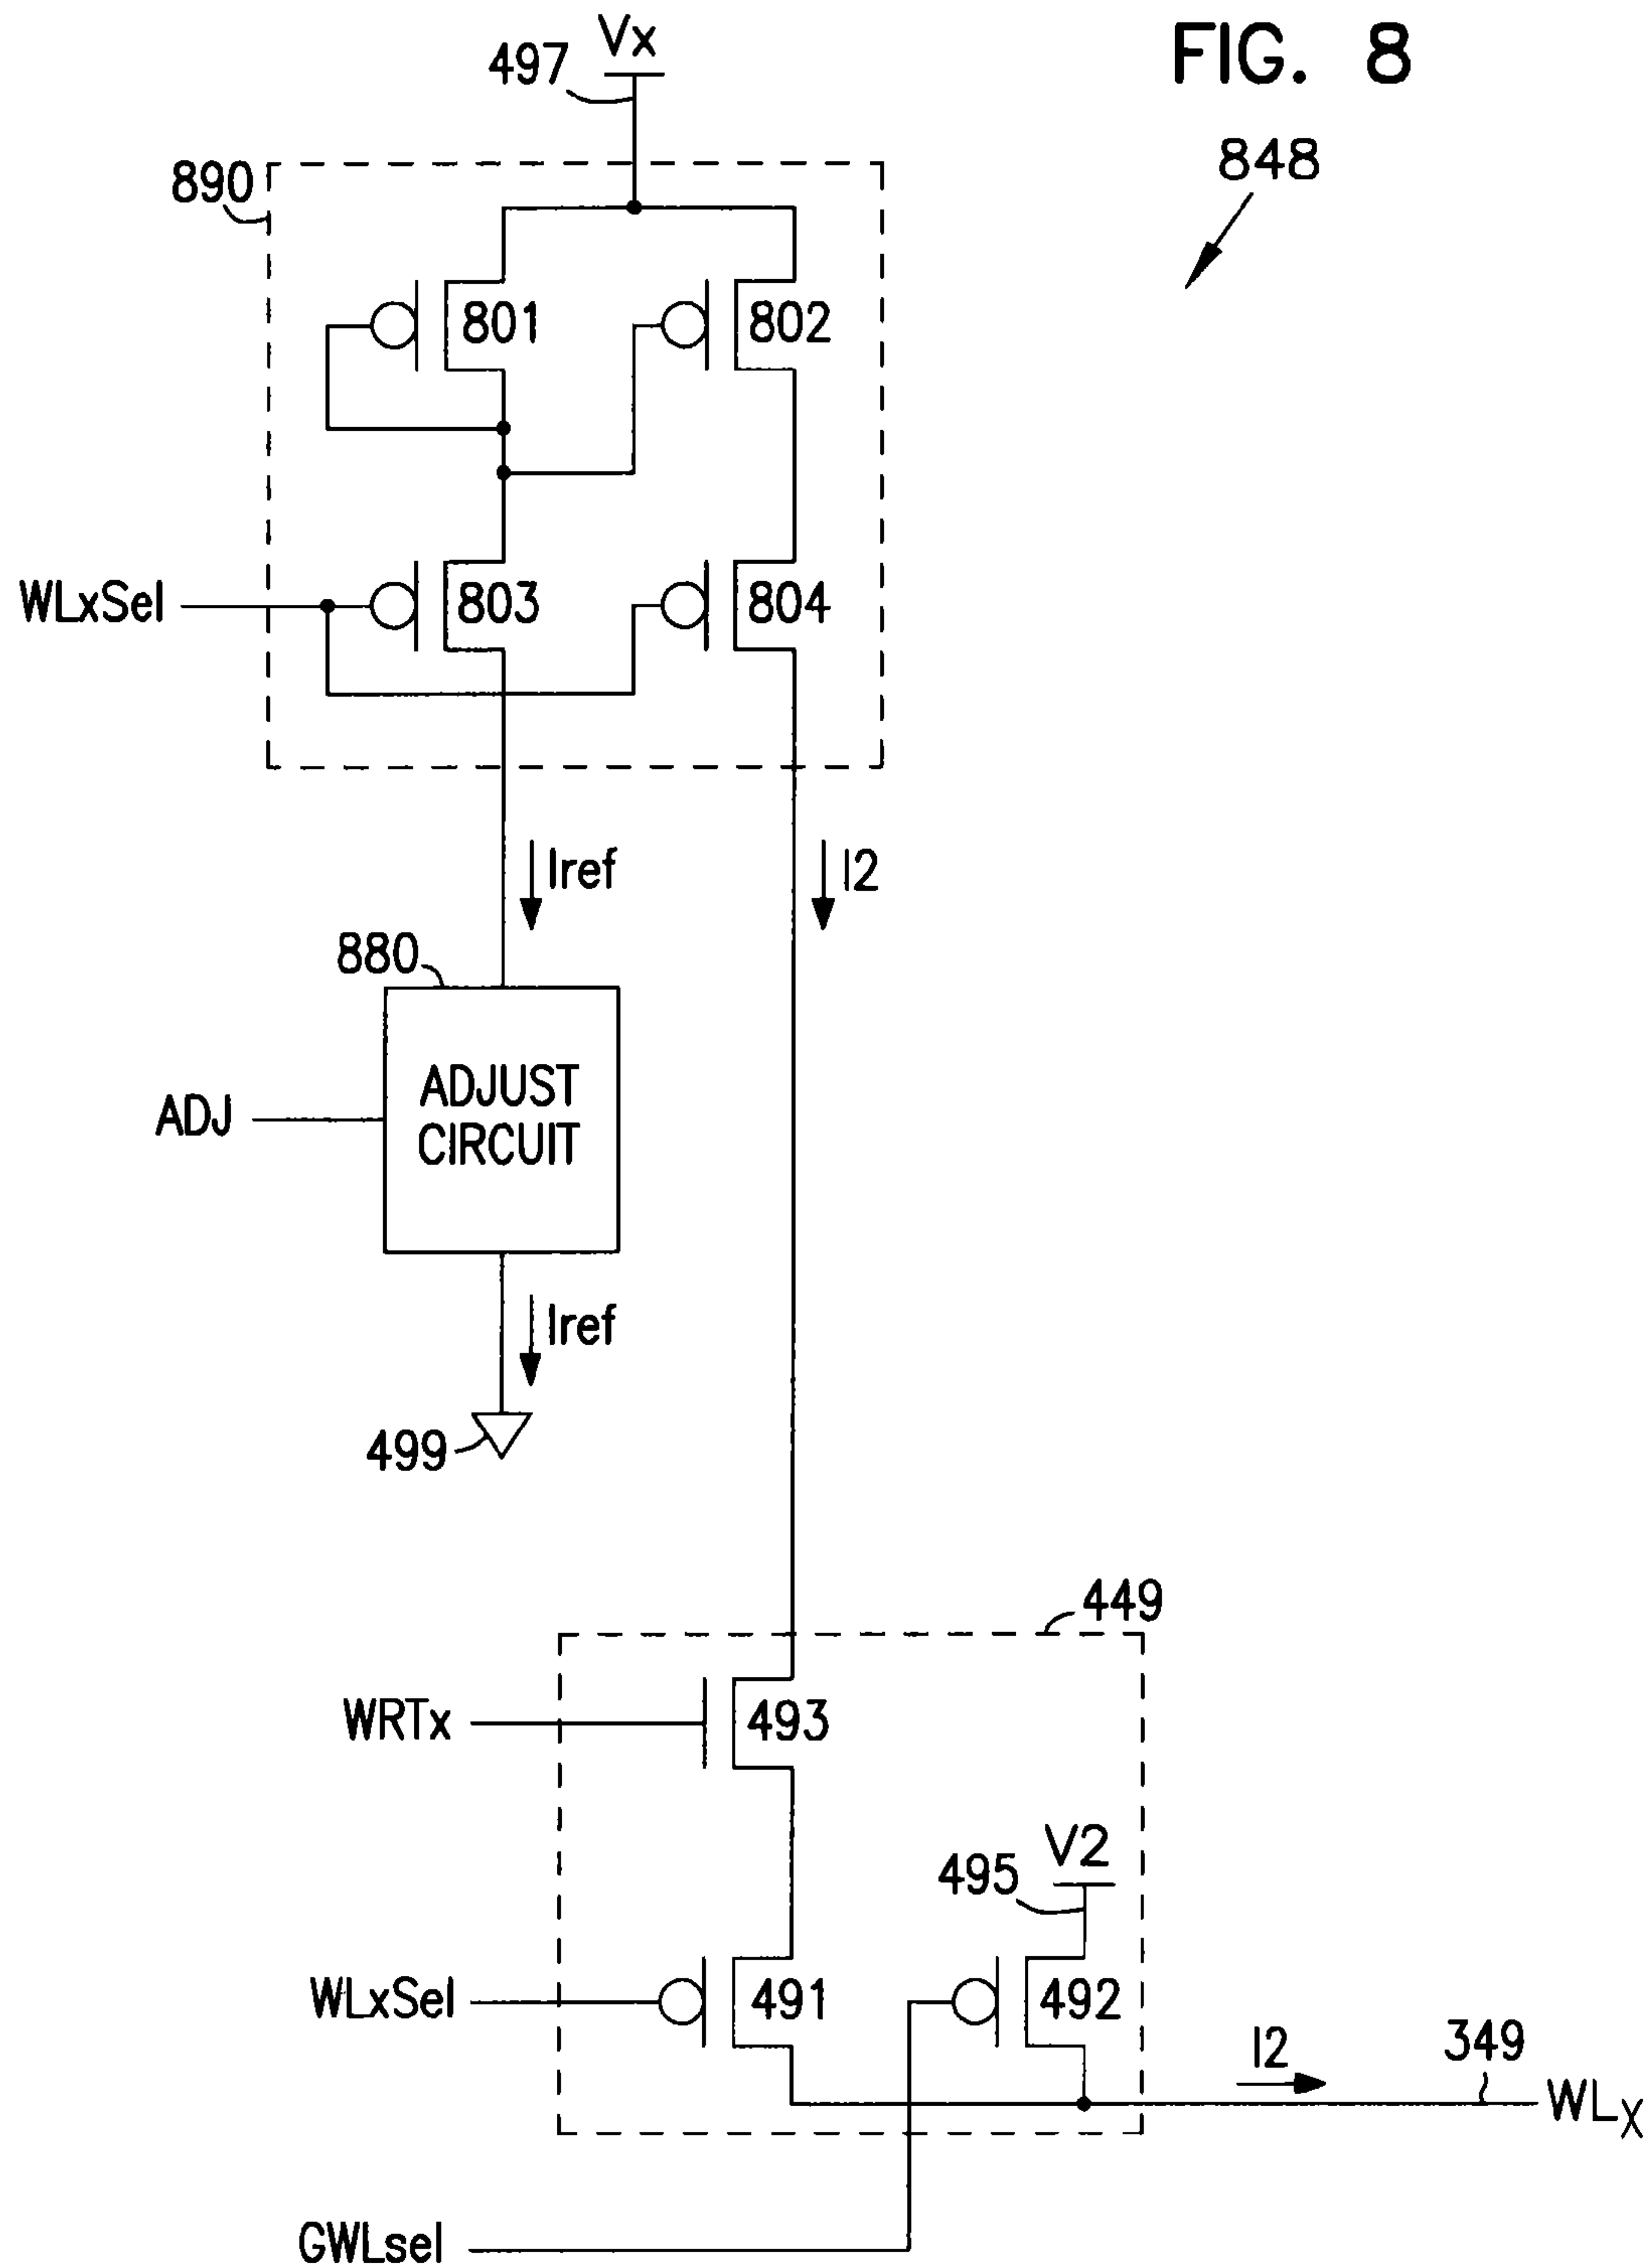 FIG. 8
Vx
497
848
890
801
802
WLxSel
803
804
Iref
I2
880
ADJUST
CIRCUIT
ADJ
Iref
499
449
WRTx
493
V2
495
WLxSel
491
492
I2
349
WLX
GWLsel